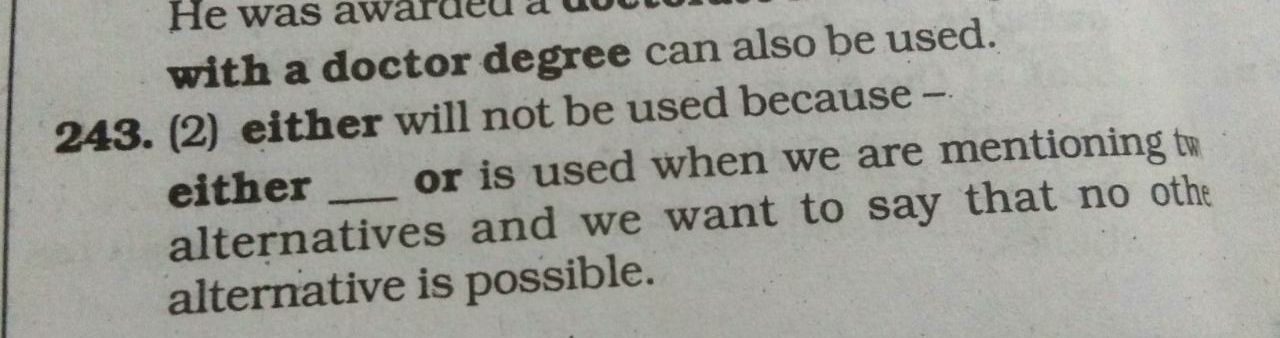 He was awarded a
with a doctor degree can also be used.
243. (2) either will not be used because –
either ___ or is used when we are mentioning tw
alternatives and we want to say that no othe
alternative is possible.